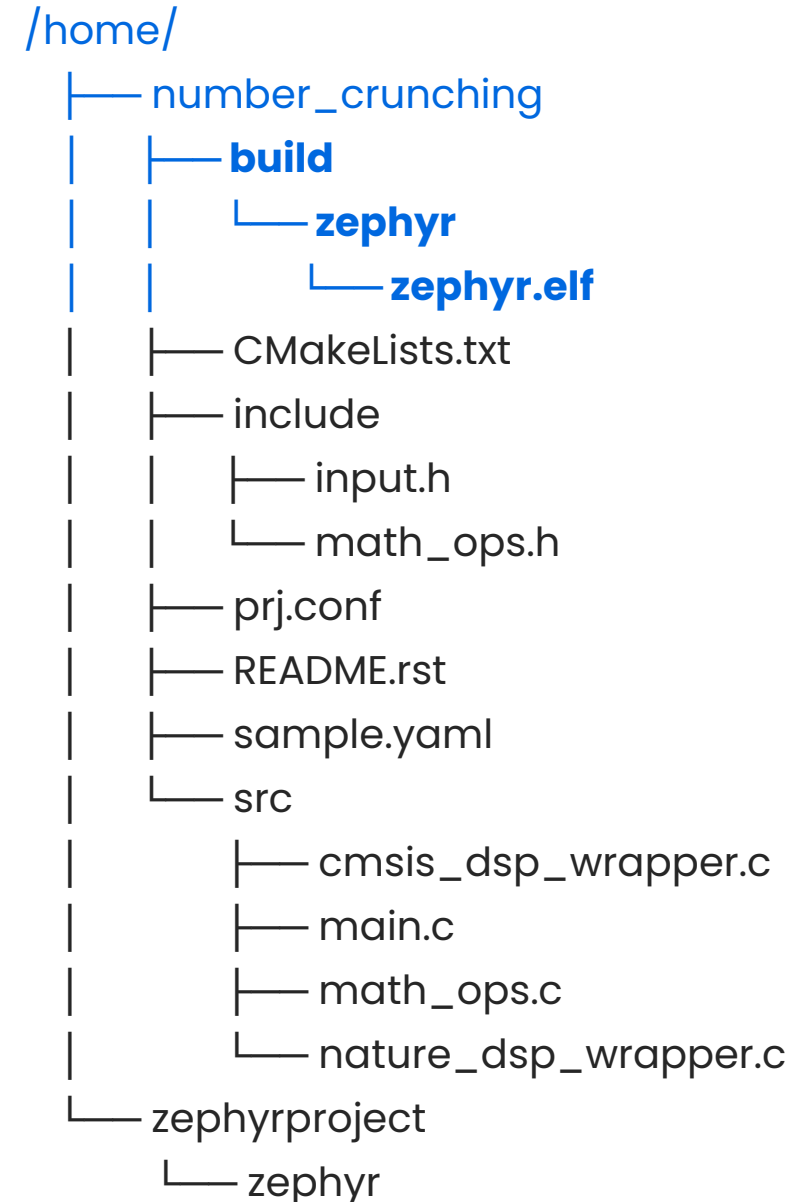 /home/
├── number_crunching
│   ├── build
│   │   └── zephyr
│   │       └── zephyr.elf
│   ├── CMakeLists.txt
│   ├── include
│   │   ├── input.h
│   │   └── math_ops.h
│   ├── prj.conf
│   ├── README.rst
│   ├── sample.yaml
│   └── src
│       ├── cmsis_dsp_wrapper.c
│       ├── main.c
│       ├── math_ops.c
│       └── nature_dsp_wrapper.c
└── zephyrproject
    └── zephyr